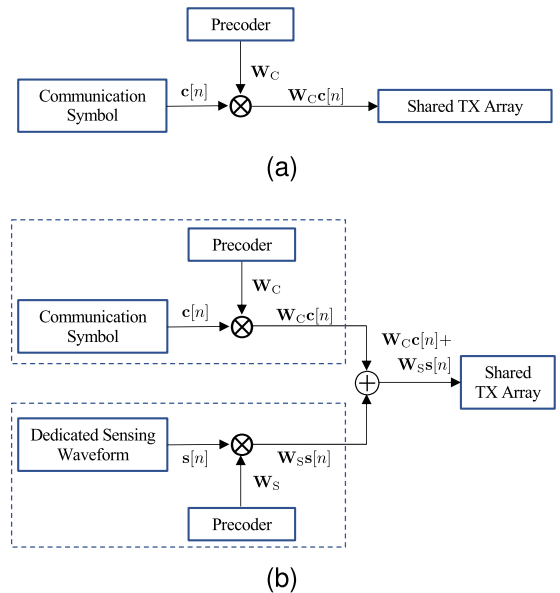 Precoder
W_C
Communication
Symbol
c[n]
W_C c[n]
Shared TX Array
(a)
Precoder
W_C
Communication
Symbol
c[n]
W_C c[n]
W_C c[n]+
W_S s[n]
Shared
TX Array
Dedicated Sensing
Waveform
s[n]
W_S s[n]
W_S
Precoder
(b)